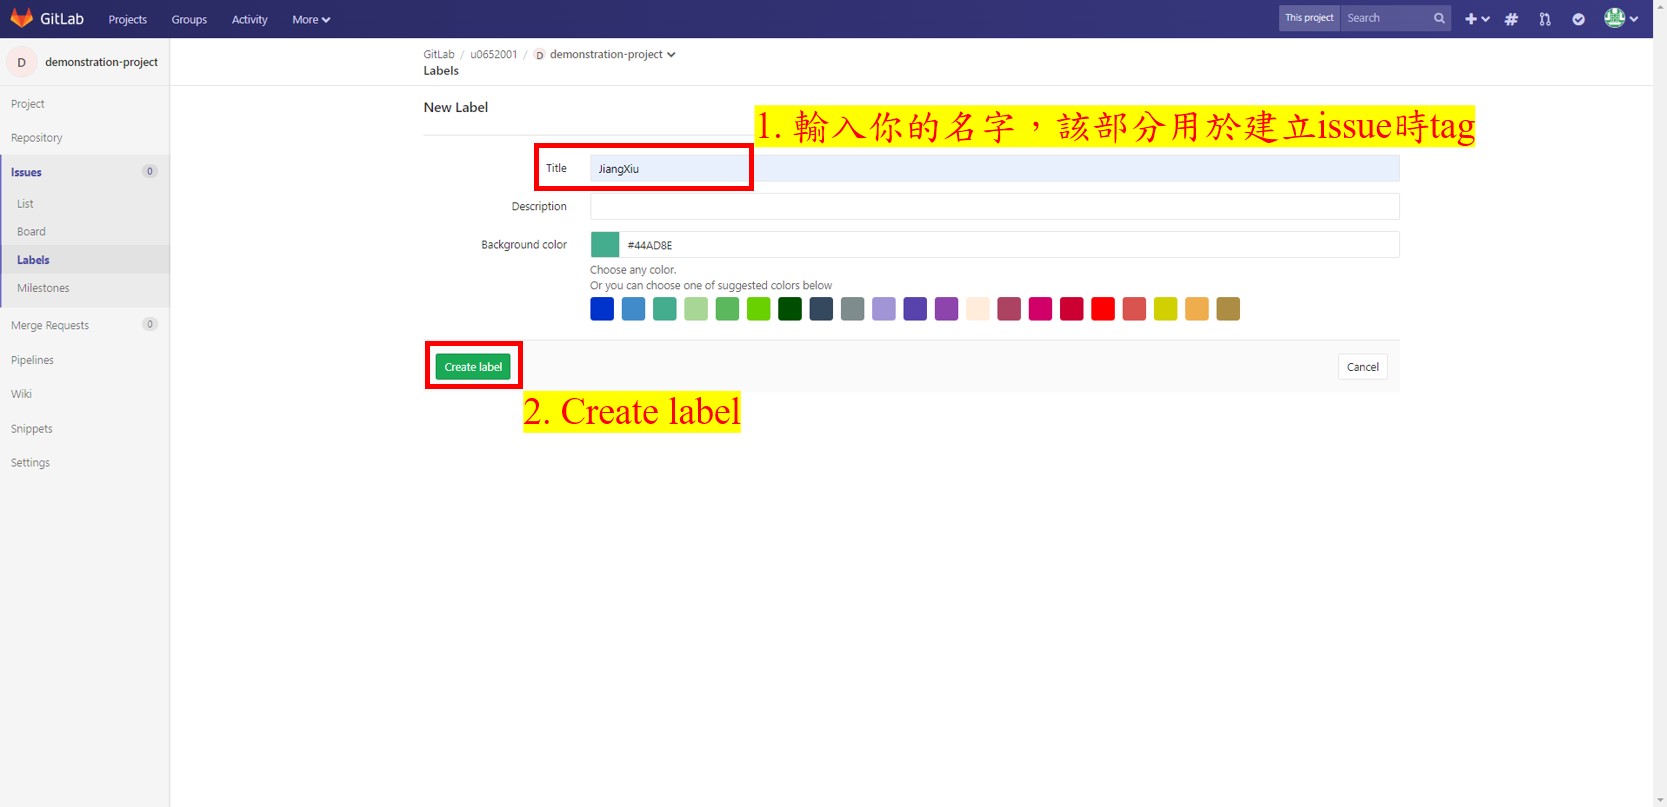 GitLab Projects Groups Activity More This project Search
D demonstration-project
Project
Repository
Issues 0
List
Board
Labels
Milestones
Merge Requests 0
Pipelines
Wiki
Snippets
Settings
GitLab / u0652001 / D demonstration-project
Labels
New Label
1. 輸入你的名字，該部分用於建立issue時tag
Title JiangXiu
Description
Background color #44AD8E
Choose any color.
Or you can choose one of suggested colors below
Create label Cancel
2. Create label